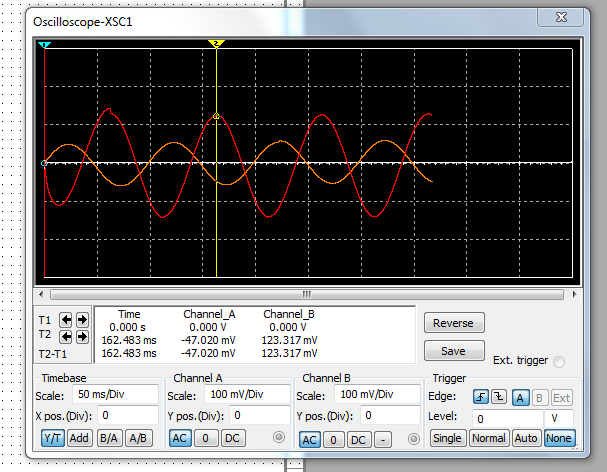 Oscilloscope-XSC1
1
2
Time Channel_A Channel_B
T1 0.000 s 0.000 V 0.000 V
T2 162.483 ms -47.020 mV 123.317 mV
T2-T1 162.483 ms -47.020 mV 123.317 mV
Reverse
Save
Ext. trigger
Timebase
Scale: 50 ms/Div
X pos.(Div): 0
Y/T Add B/A A/B
Channel A
Scale: 100 mV/Div
Y pos.(Div): 0
AC 0 DC
Channel B
Scale: 100 mV/Div
Y pos.(Div): 0
AC 0 DC -
Trigger
Edge: A B Ext
Level: 0 V
Single Normal Auto None